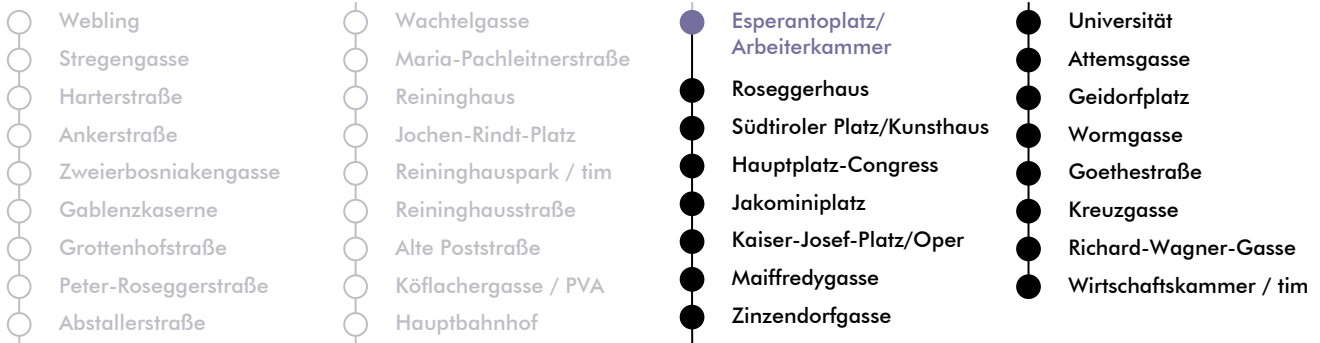 Webling
Stregengasse
Harterstraße
Ankerstraße
Zweierbosniakengasse
Gablenzkaserne
Grottenhofstraße
Peter-Roseggerstraße
Abstallerstraße
Wachtelgasse
Maria-Pachleitnerstraße
Reininghaus
Jochen-Rindt-Platz
Reininghauspark / tim
Reininghausstraße
Alte Poststraße
Köflachergasse / PVA
Hauptbahnhof
Esperantoplatz/
Arbeiterkammer
Roseggerhaus
Südtiroler Platz/Kunsthaus
Hauptplatz-Congress
Jakominiplatz
Kaiser-Josef-Platz/Oper
Maiffredygasse
Zinzendorfgasse
Universität
Attemsgasse
Geidorfplatz
Wormgasse
Goethestraße
Kreuzgasse
Richard-Wagner-Gasse
Wirtschaftskammer / tim